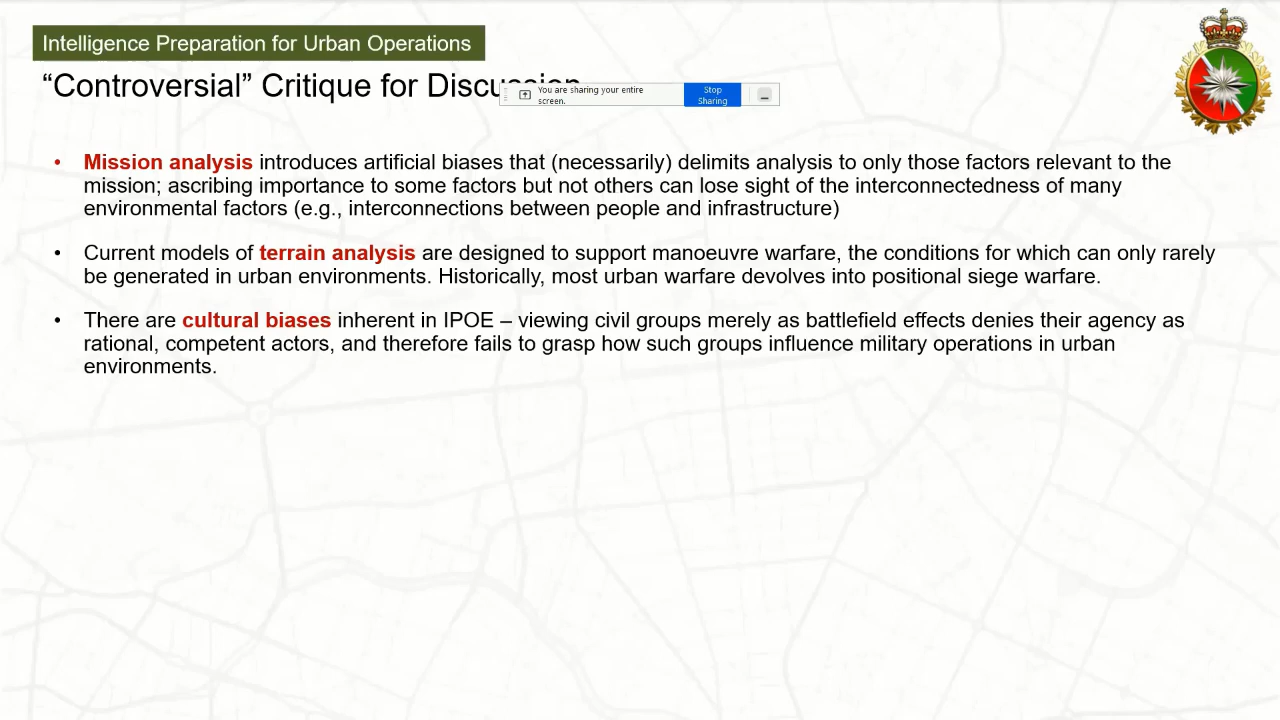 Intelligence Preparation for Urban Operations
“Controversial” Critique for Discussion
You are sharing your entire
screen.
Stop
Sharing
• Mission analysis introduces artificial biases that (necessarily) delimits analysis to only those factors relevant to the
mission; ascribing importance to some factors but not others can lose sight of the interconnectedness of many
environmental factors (e.g., interconnections between people and infrastructure)
• Current models of terrain analysis are designed to support manoeuvre warfare, the conditions for which can only rarely
be generated in urban environments. Historically, most urban warfare devolves into positional siege warfare.
• There are cultural biases inherent in IPOE – viewing civil groups merely as battlefield effects denies their agency as
rational, competent actors, and therefore fails to grasp how such groups influence military operations in urban
environments.